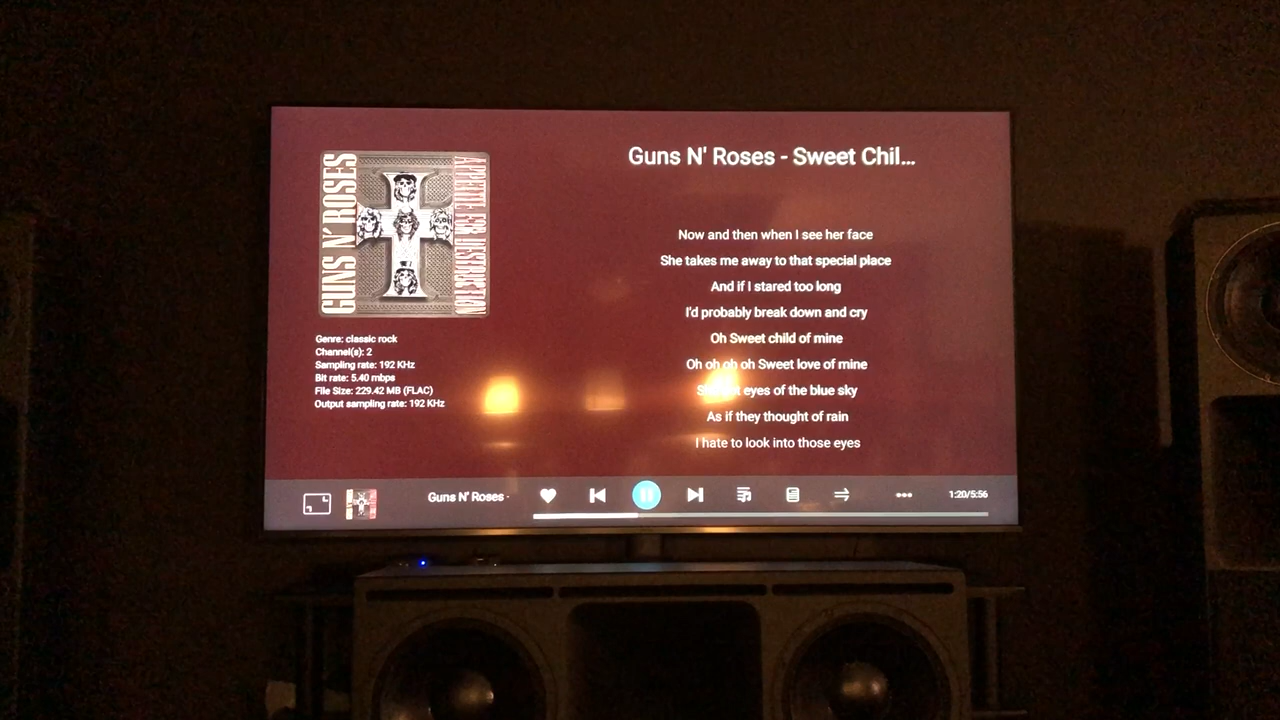 GUNS N' ROSES
APPETITE FOR DESTRUCTION
Genre: classic rock
Channel(s): 2
Sampling rate: 192 KHz
Bit rate: 5.40 mbps
File Size: 229.42 MB (FLAC)
Output sampling rate: 192 KHz
Guns N' Roses - Sweet Chil...
Now and then when I see her face
She takes me away to that special place
And if I stared too long
I'd probably break down and cry
Oh Sweet child of mine
Oh oh oh oh Sweet love of mine
eyes of the blue sky
As if they thought of rain
I hate to look into those eyes
Guns N' Roses -
1:20/5:56